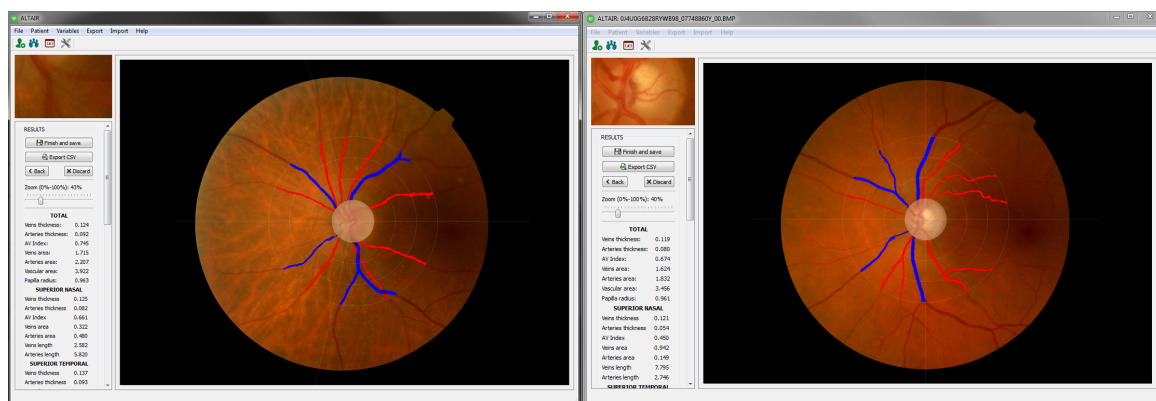 ALTAIR
File Patient Variables Export Import Help
RESULTS
Finish and save
Export CSV
Back Discard
Zoom (0%-100%): 43%
TOTAL
Veins thickness: 0.124
Arteries thickness: 0.092
AV Index: 0.745
Veins area: 1.715
Arteries area: 2.207
Vascular area: 3.922
Papilla radius: 0.963
SUPERIOR NASAL
Veins thickness 0.125
Arteries thickness 0.082
AV Index 0.661
Veins area 0.322
Arteries area 0.480
Veins length 2.582
Arteries length 5.820
SUPERIOR TEMPORAL
Veins thickness 0.137
Arteries thickness 0.093
ALTAIR: 0J4U0G6B28RYWB98_07748860Y_00.BMP
File Patient Variables Export Import Help
RESULTS
Finish and save
Export CSV
Back Discard
Zoom (0%-100%): 40%
TOTAL
Veins thickness: 0.119
Arteries thickness: 0.080
AV Index: 0.674
Veins area: 1.624
Arteries area: 1.832
Vascular area: 3.456
Papilla radius: 0.961
SUPERIOR NASAL
Veins thickness 0.121
Arteries thickness 0.054
AV Index 0.450
Veins area 0.942
Arteries area 0.149
Veins length 7.795
Arteries length 2.746
SUPERIOR TEMPORAL